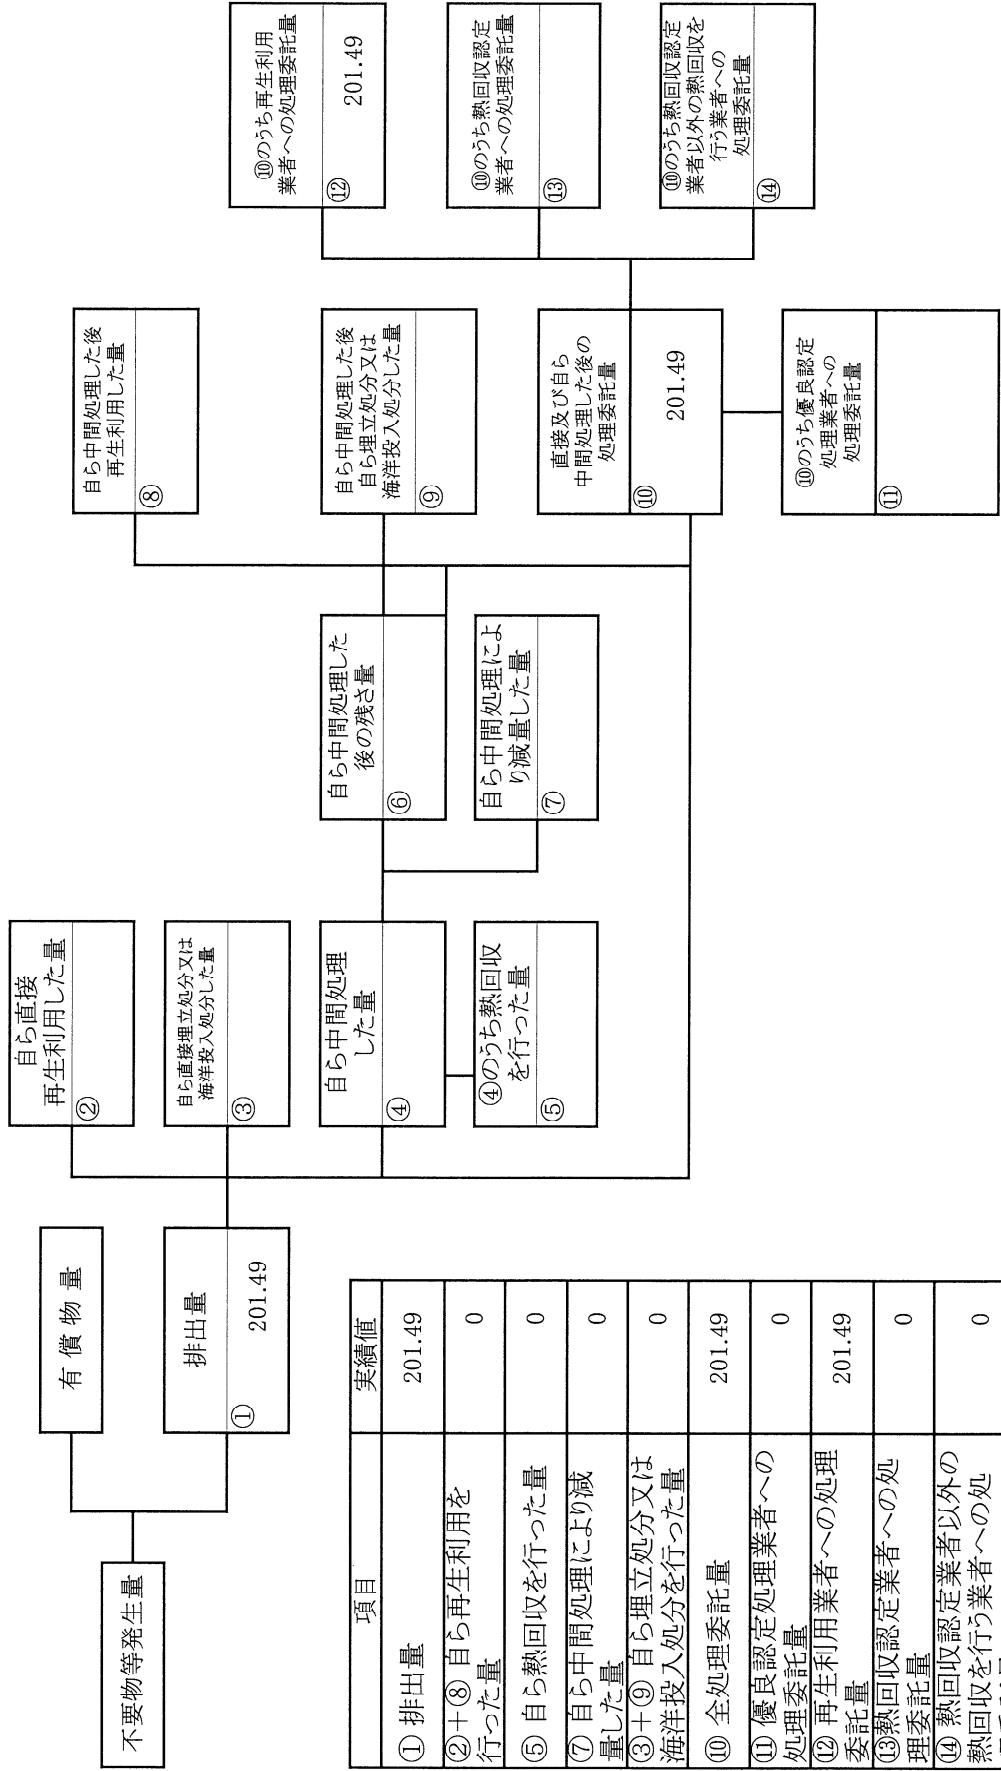 不要物等発生量
有償物量
排出量
① 201.49
自ら直接
再生利用した量
②
自ら直接埋立処分又は
海洋投入処分した量
③
自ら中間処理
した量
④
④のうち熱回収
を行った量
⑤
自ら中間処理した
後の残さ量
⑥
自ら中間処理によ
り減量した量
⑦
自ら中間処理した後
再生利用した量
⑧
自ら中間処理した後
自ら埋立処分又は
海洋投入処分した量
⑨
直接及び自ら
中間処理した後の
処理委託量
⑩ 201.49
⑩のうち優良認定
処理業者への
処理委託量
⑪
⑩のうち再生利用
業者への処理委託量
⑫ 201.49
⑩のうち熱回収認定
業者への処理委託量
⑬
⑩のうち熱回収認定
業者以外の熱回収を
行う業者への
処理委託量
⑭
項目 実績値
① 排出量 201.49
②+⑧ 自ら再生利用を
行った量 0
⑤ 自ら熱回収を行った量 0
⑦ 自ら中間処理により減
量した量 0
③+⑨ 自ら埋立処分又は
海洋投入処分を行った量 0
⑩ 全処理委託量 201.49
⑪ 優良認定処理業者への
処理委託量 0
⑫ 再生利用業者への処理
委託量 201.49
⑬熱回収認定業者への処
理委託量 0
⑭ 熱回収認定業者以外の
熱回収を行う業者への処 0